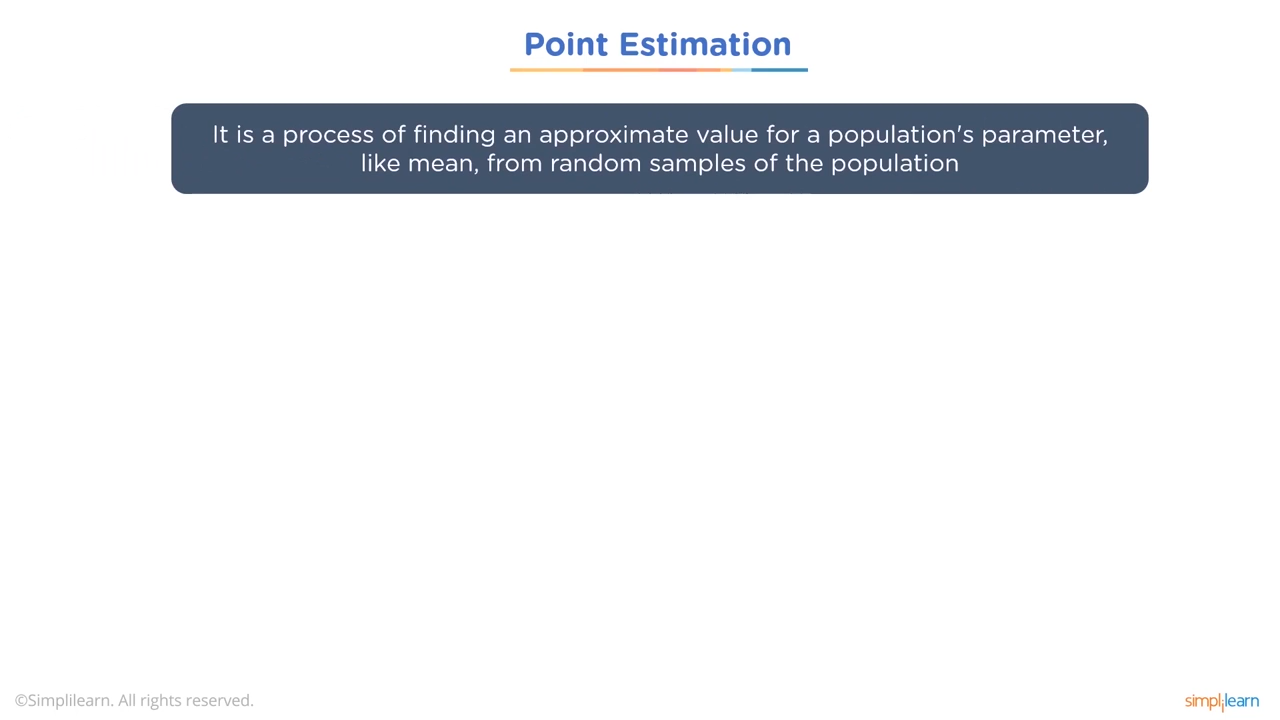 Point Estimation
It is a process of finding an approximate value for a population's parameter,
like mean, from random samples of the population
©Simplilearn. All rights reserved.
simplilearn